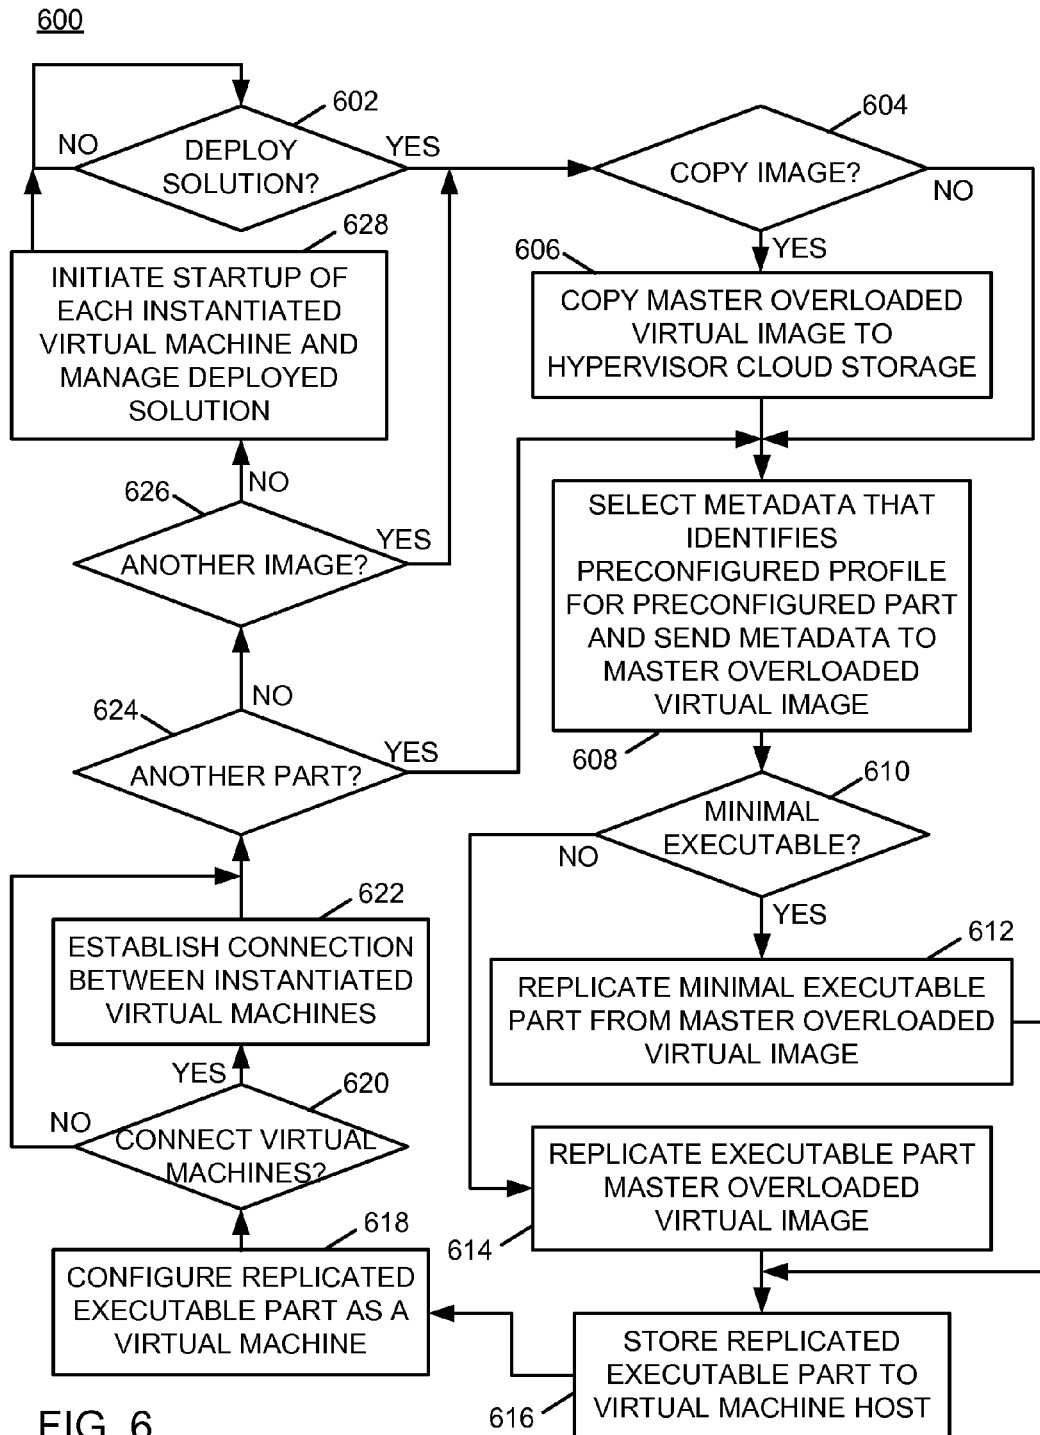 600
602
DEPLOY
SOLUTION?
NO
YES
604
COPY IMAGE?
NO
YES
606
COPY MASTER OVERLOADED
VIRTUAL IMAGE TO
HYPERVISOR CLOUD STORAGE
628
INITIATE STARTUP OF
EACH INSTANTIATED
VIRTUAL MACHINE AND
MANAGE DEPLOYED
SOLUTION
NO
626
ANOTHER IMAGE?
YES
SELECT METADATA THAT
IDENTIFIES
PRECONFIGURED PROFILE
FOR PRECONFIGURED PART
AND SEND METADATA TO
MASTER OVERLOADED
VIRTUAL IMAGE
608
NO
624
ANOTHER PART?
YES
610
MINIMAL
EXECUTABLE?
NO
YES
612
REPLICATE MINIMAL EXECUTABLE
PART FROM MASTER OVERLOADED
VIRTUAL IMAGE
622
ESTABLISH CONNECTION
BETWEEN INSTANTIATED
VIRTUAL MACHINES
YES
620
NO
CONNECT VIRTUAL
MACHINES?
REPLICATE EXECUTABLE PART
MASTER OVERLOADED
VIRTUAL IMAGE
614
618
CONFIGURE REPLICATED
EXECUTABLE PART AS A
VIRTUAL MACHINE
STORE REPLICATED
EXECUTABLE PART TO
VIRTUAL MACHINE HOST
616
FIG. 6